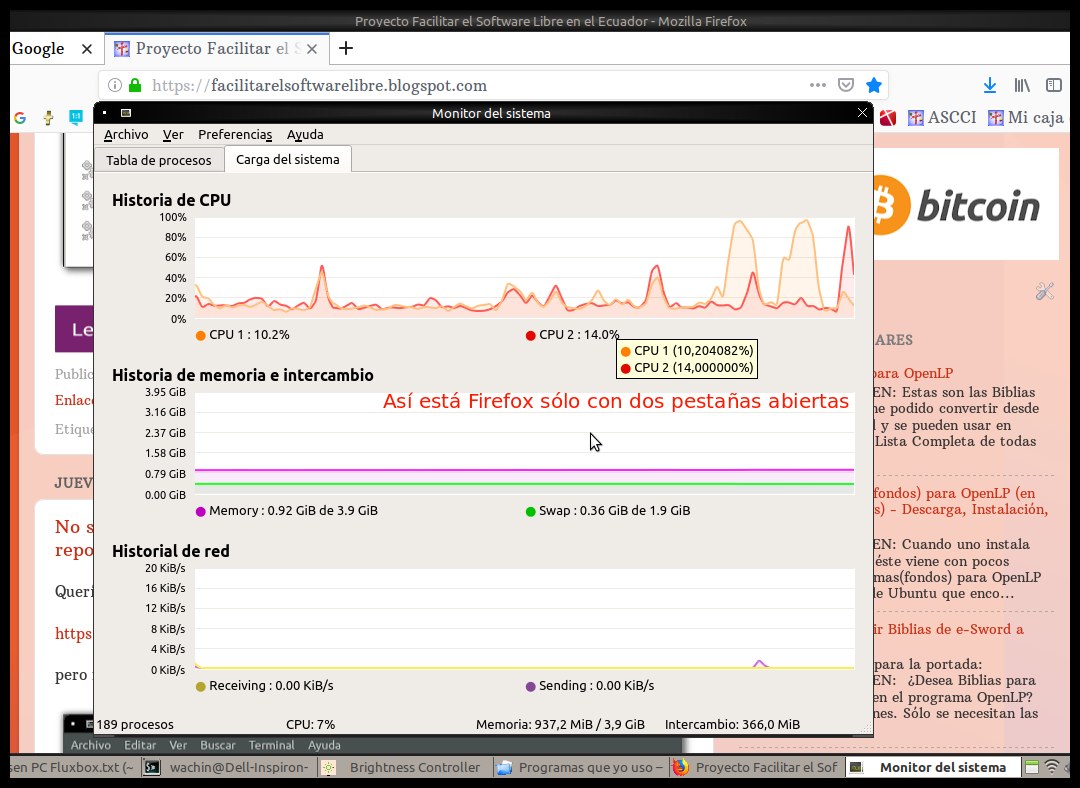 Proyecto Facilitar el Software Libre en el Ecuador - Mozilla Firefox
Google
Proyecto Facilitar el
https://facilitarelsoftwarelibre.blogspot.com
ASCCI
Mi caja
Monitor del sistema
Archivo Ver Preferencias Ayuda
Tabla de procesos
Carga del sistema
Historia de CPU
100%
80%
60%
40%
20%
0%
CPU 1 : 10.2%
CPU 2 : 14.0%
CPU 1 (10,204082%)
CPU 2 (14,000000%)
Historia de memoria e intercambio
Así está Firefox sólo con dos pestañas abiertas
3.95 GiB
3.16 GiB
2.37 GiB
1.58 GiB
0.79 GiB
0.00 GiB
Memory : 0.92 GiB de 3.9 GiB
Swap : 0.36 GiB de 1.9 GiB
Historial de red
20 KiB/s
16 KiB/s
12 KiB/s
8 KiB/s
4 KiB/s
0 KiB/s
Receiving : 0.00 KiB/s
Sending : 0.00 KiB/s
189 procesos
CPU: 7%
Memoria: 937,2 MiB / 3,9 GiB
Intercambio: 366,0 MiB
Le
Public
Enlace
Etique
JUEV
No s
repo
Querí
https
pero
bitcoin
ARES
para OpenLP
EN: Estas son las Biblias
he podido convertir desde
l y se pueden usar en
Lista Completa de todas
(fondos) para OpenLP (en
s) - Descarga, Instalación,
EN: Cuando uno instala
éste viene con pocos
mas(fondos) para OpenLP
de Ubuntu que enco...
ir Biblias de e-Sword a
para la portada:
EN: ¿Desea Biblias para
en el programa OpenLP?
nes. Sólo se necesitan las
Archivo Editar Ver Buscar Terminal Ayuda
sen PC Fluxbox.txt (~
wachin@Dell-Inspiron-
Brightness Controller
Programas que yo uso –
Proyecto Facilitar el Sof
Monitor del sistema